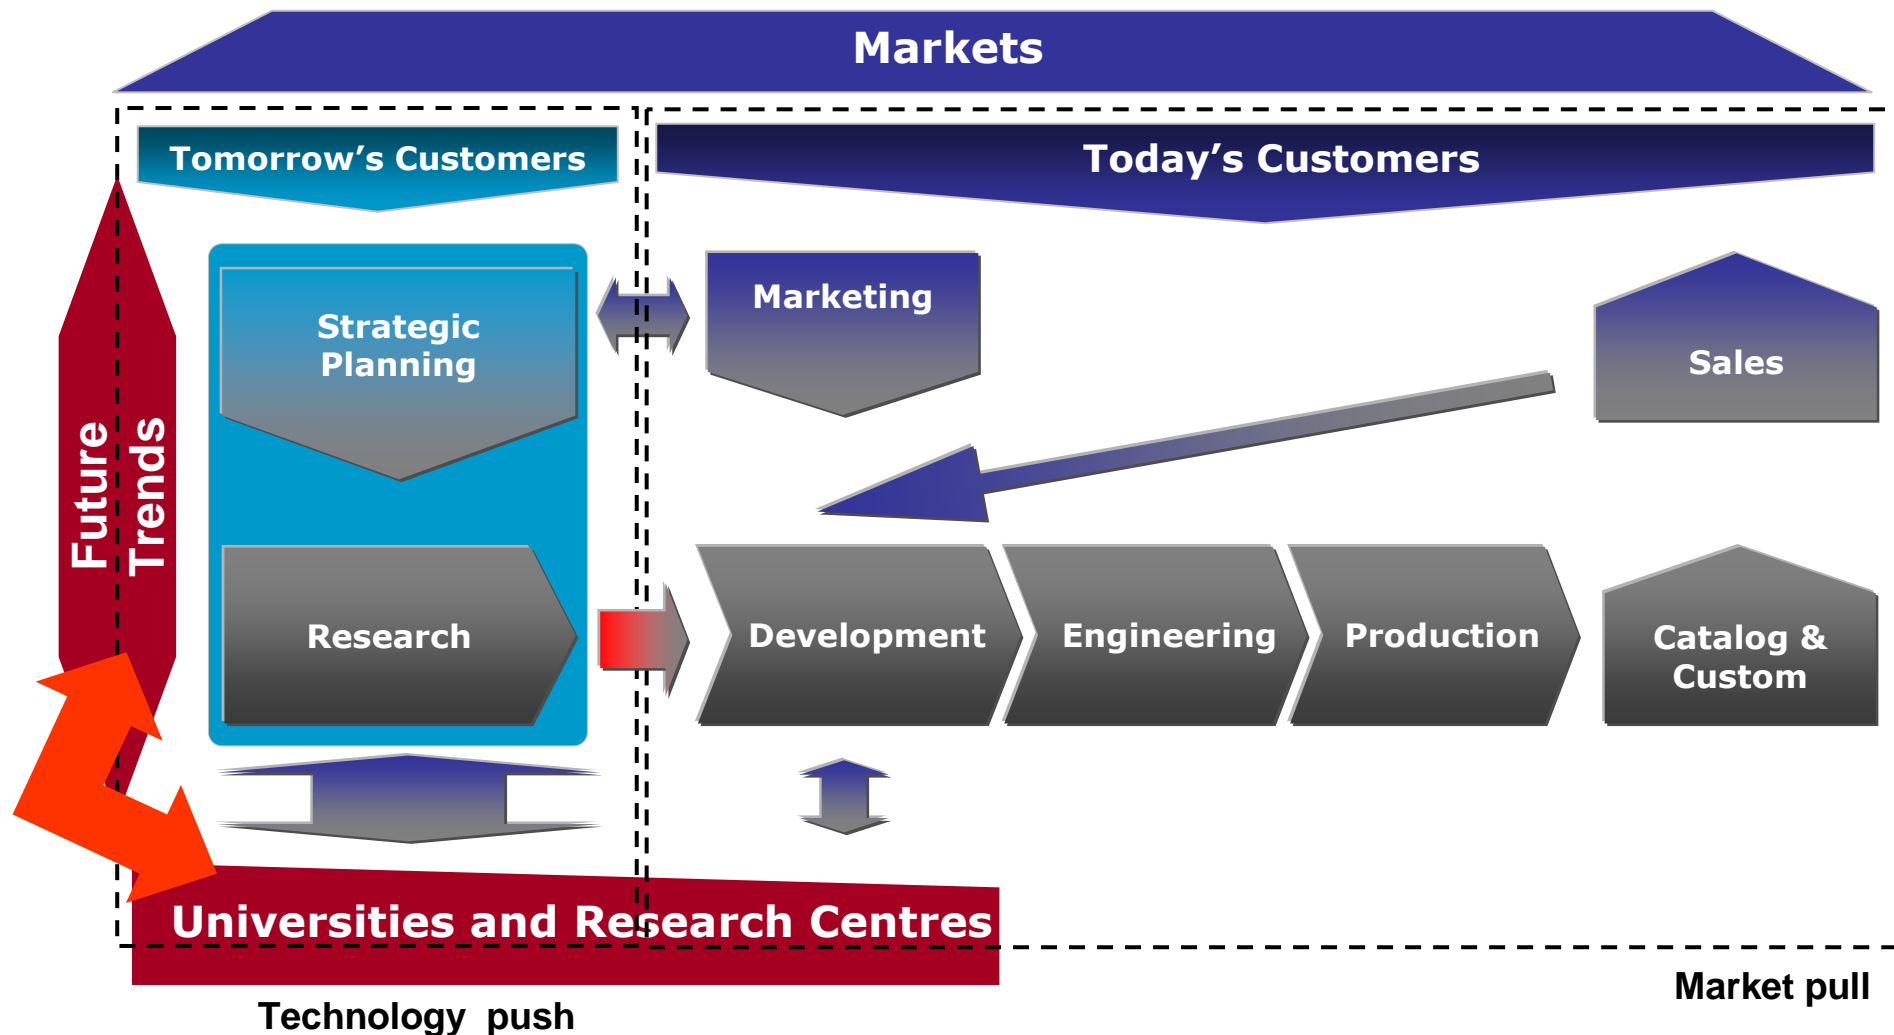 Markets
Tomorrow’s Customers
Today’s Customers
Strategic
Planning
Marketing
Sales
Future
Trends
Research
Development
Engineering
Production
Catalog &
Custom
Universities and Research Centres
Technology push
Market pull